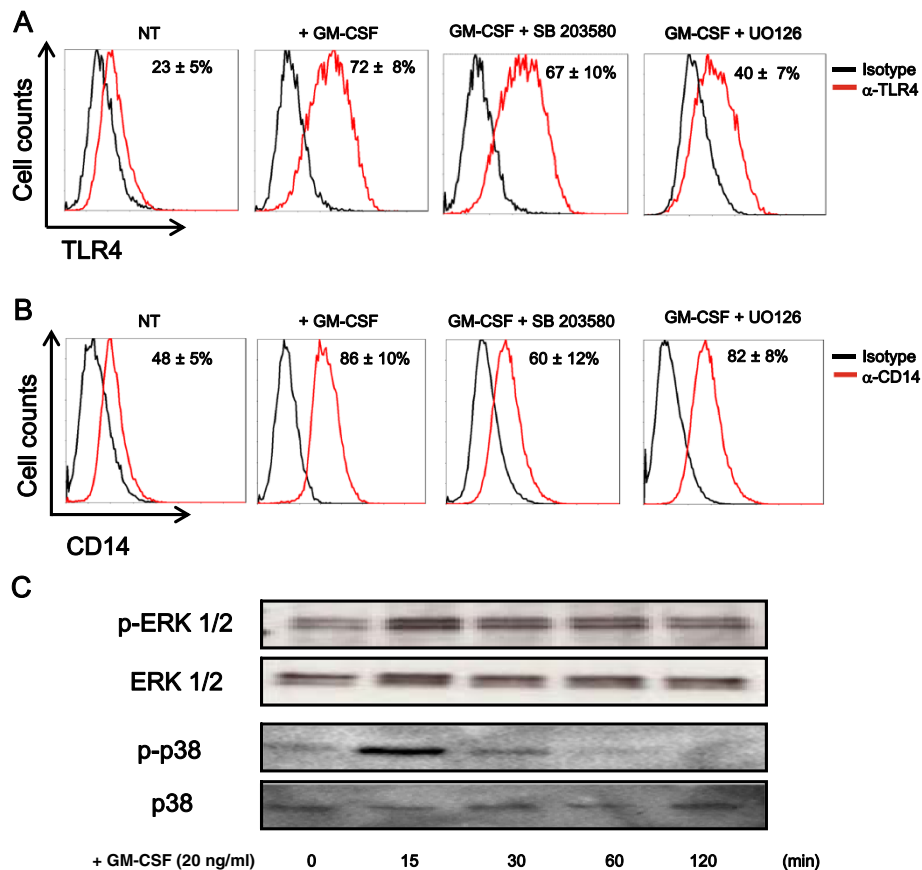 A
NT
+ GM-CSF
GM-CSF + SB 203580
GM-CSF + UO126
23 ± 5%
72 ± 8%
67 ± 10%
40 ± 7%
Isotype
α-TLR4
Cell counts
TLR4
B
NT
+ GM-CSF
GM-CSF + SB 203580
GM-CSF + UO126
48 ± 5%
86 ± 10%
60 ± 12%
82 ± 8%
Isotype
α-CD14
Cell counts
CD14
C
p-ERK 1/2
ERK 1/2
p-p38
p38
+ GM-CSF (20 ng/ml) 0 15 30 60 120 (min)